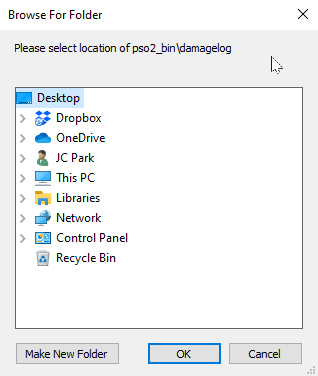 Browse For Folder
Please select location of pso2_bin\damagelog
Desktop
Dropbox
OneDrive
JC Park
This PC
Libraries
Network
Control Panel
Recycle Bin
Make New Folder
OK
Cancel